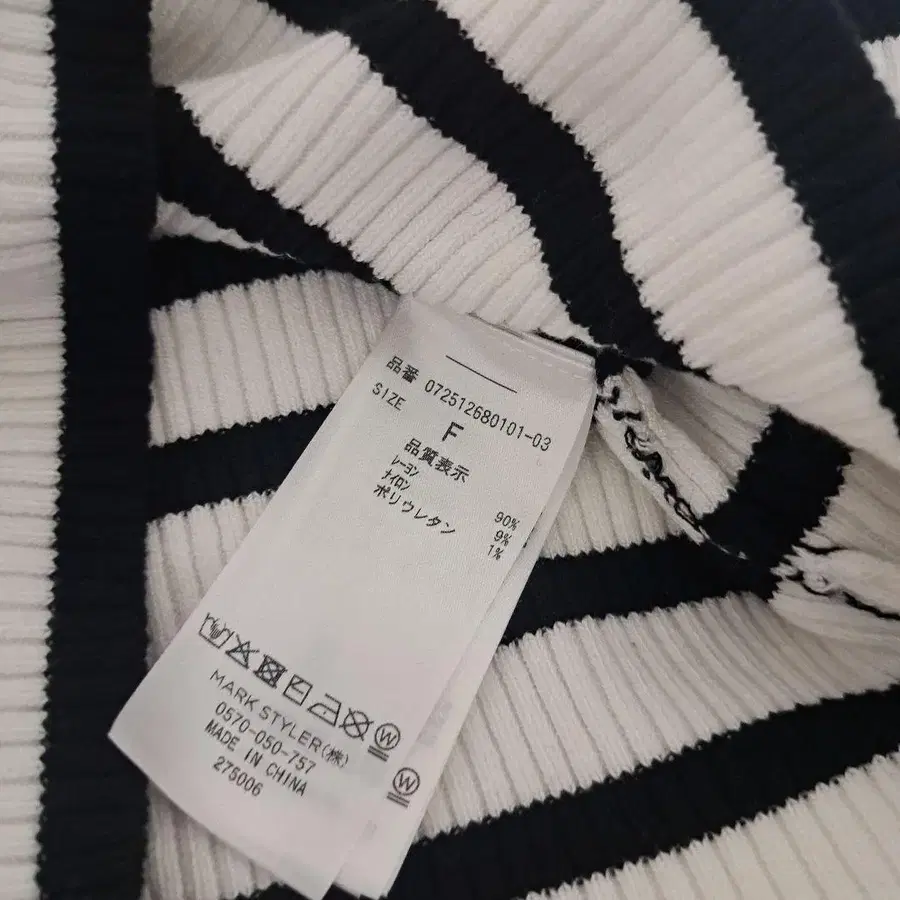 品番 072512680101-03
SIZE
F
品質表示
レーヨン 90%
ナイロン 9%
ポリウレタン 1%
MARK STYLER(株)
0570-050-757
MADE IN CHINA
275006
W
W